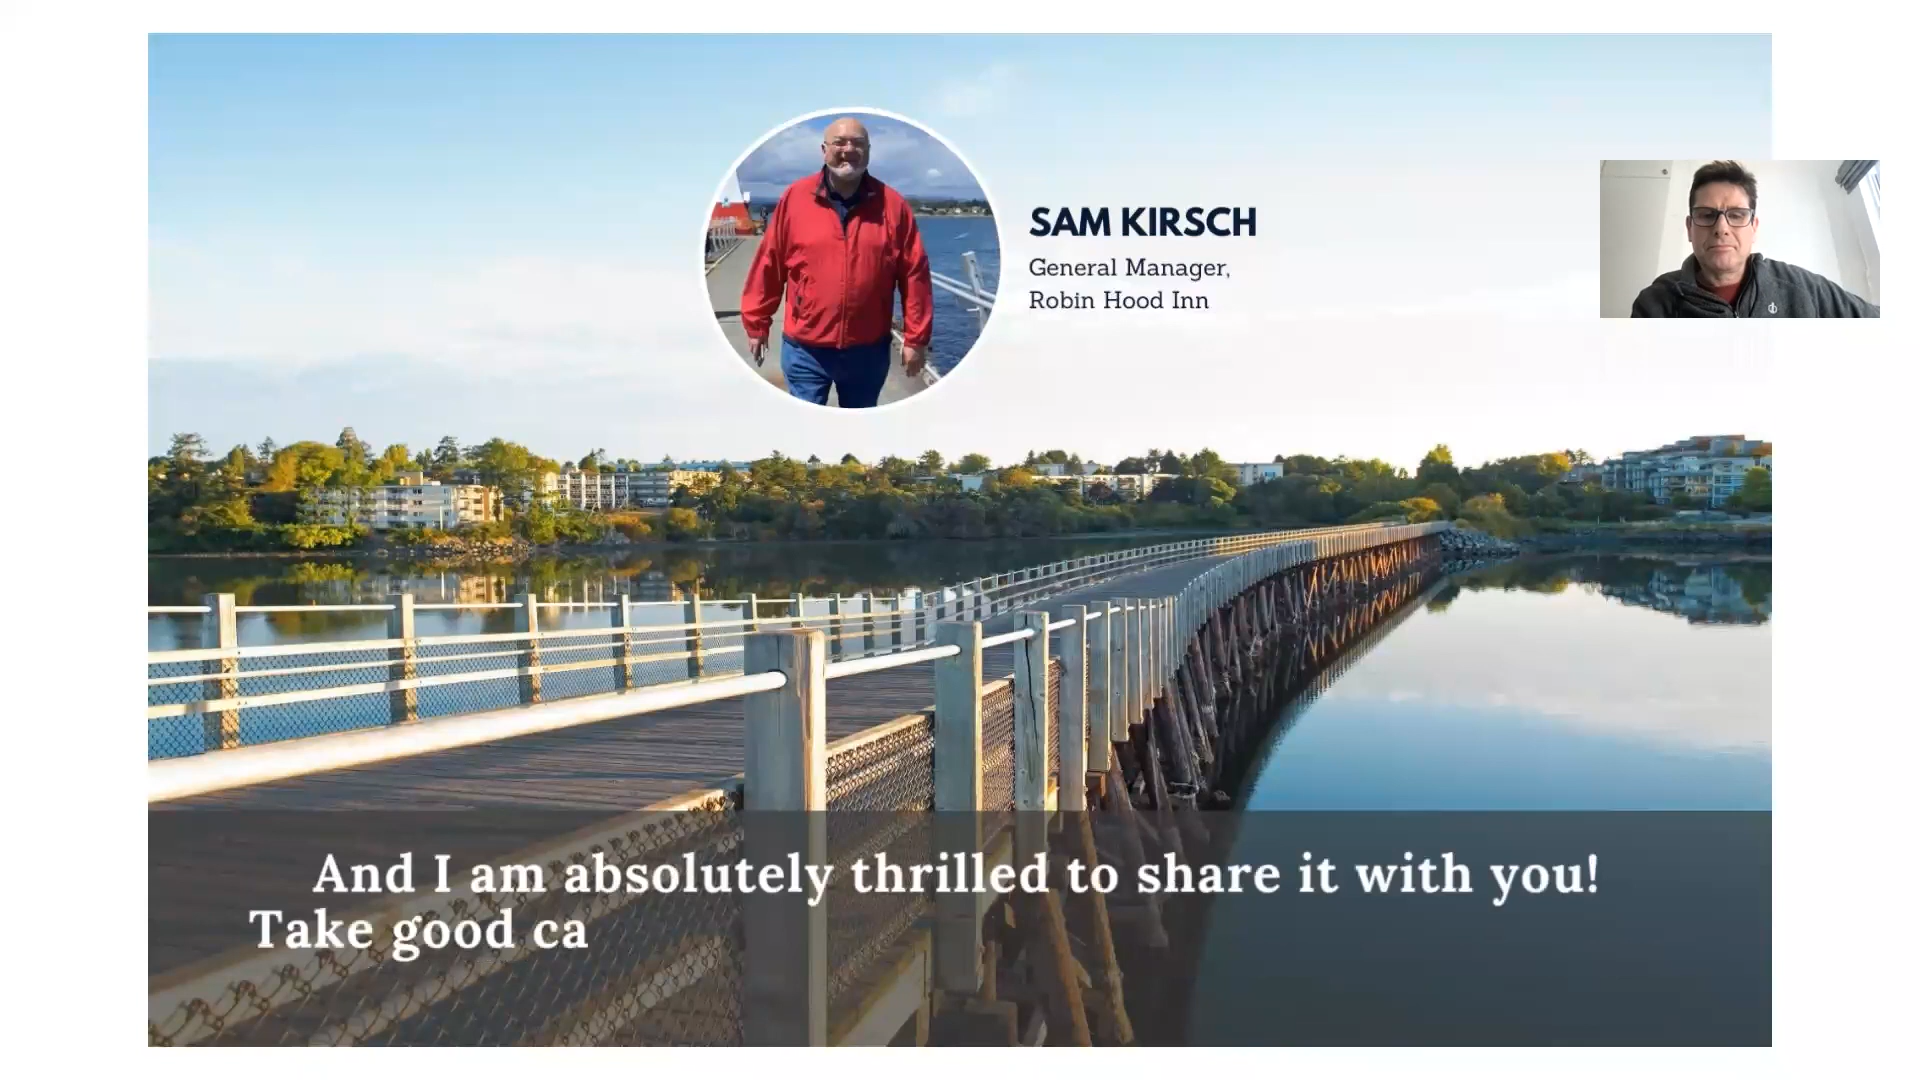 SAM KIRSCH
General Manager,
Robin Hood Inn
And I am absolutely thrilled to share it with you!
Take good ca